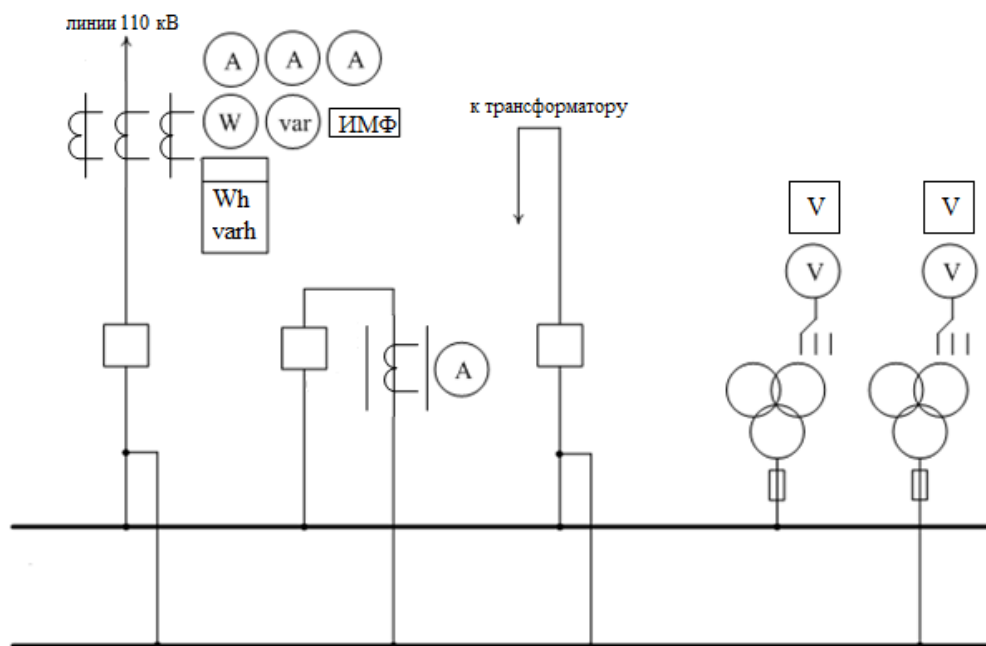 линии 110 кВ
A A A
W var ИМФ
Wh
varh
к трансформатору
A
V V
V V